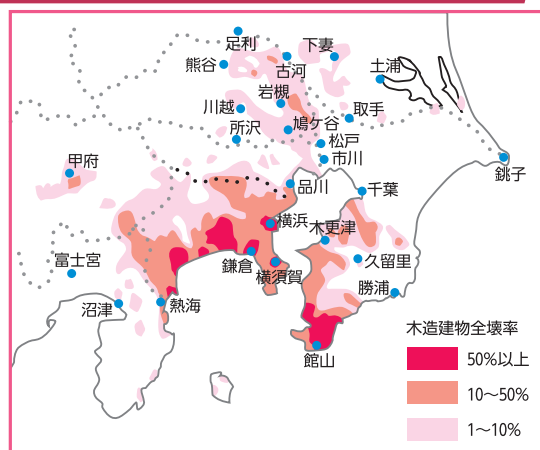 足利
下妻
熊谷
古河
土浦
岩槻
川越
取手
鳩ケ谷
所沢
松戸
市川
甲府
銚子
品川
千葉
横浜
木更津
富士宮
鎌倉
久留里
横須賀
勝浦
沼津
熱海
館山
木造建物全壊率
50%以上
10〜50%
1〜10%